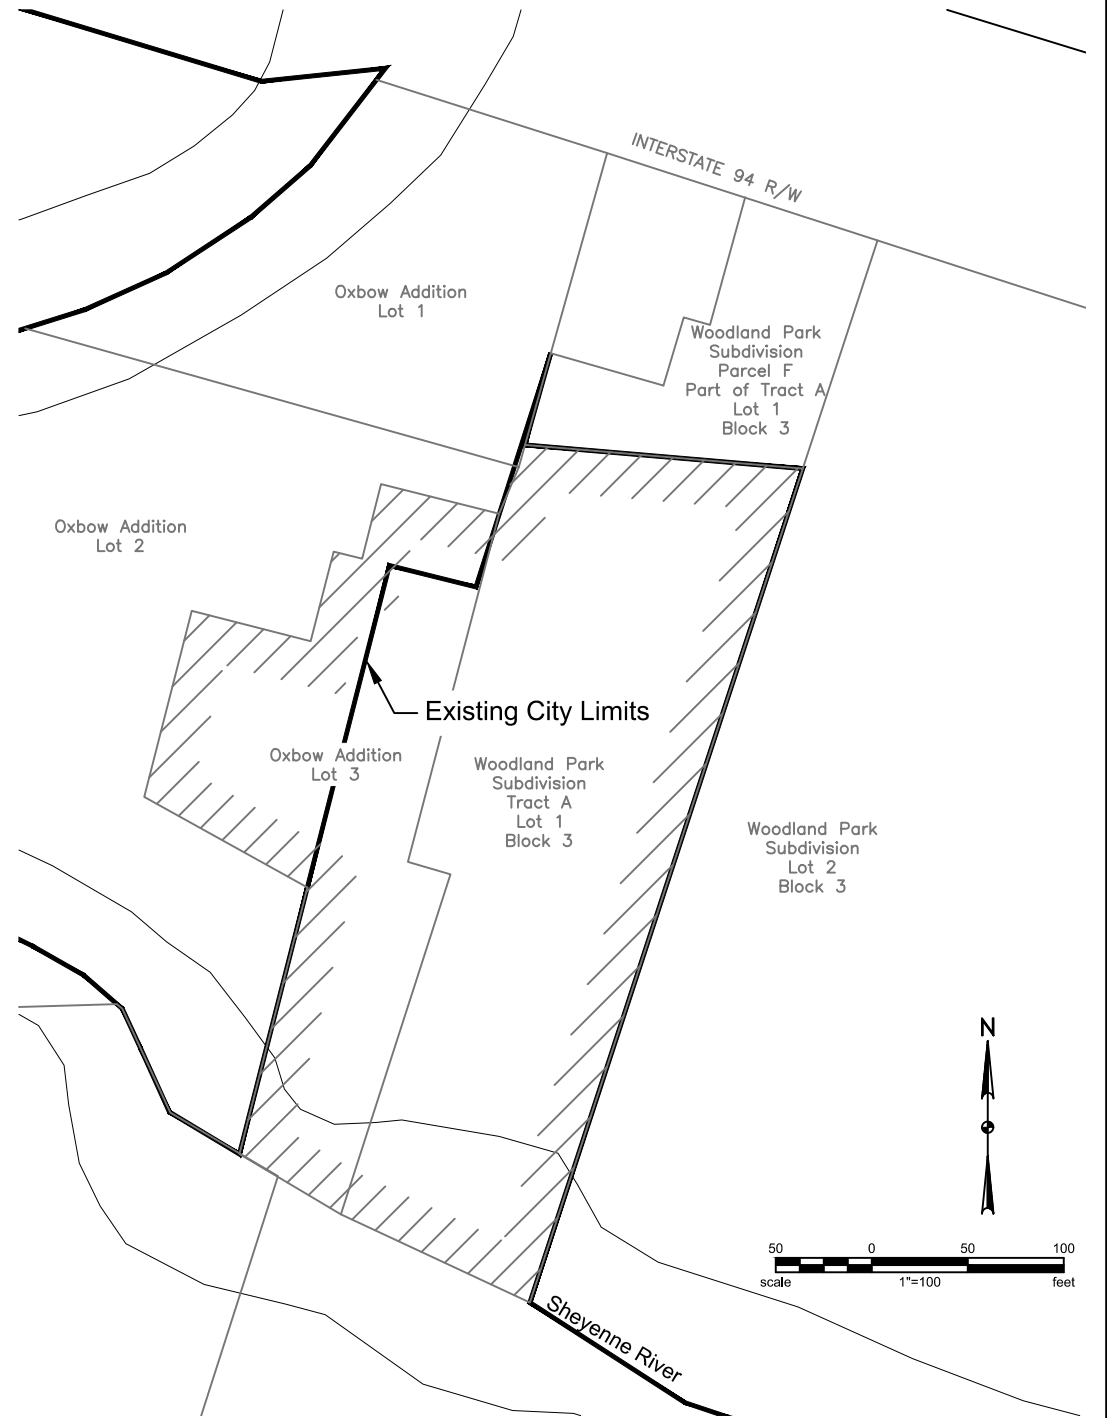 INTERSTATE 94 R/W
Oxbow Addition
Lot 1
Woodland Park
Subdivision
Parcel F
Part of Tract A
Lot 1
Block 3
Oxbow Addition
Lot 2
Existing City Limits
Oxbow Addition
Lot 3
Woodland Park
Subdivision
Tract A
Lot 1
Block 3
Woodland Park
Subdivision
Lot 2
Block 3
N
50 0 50 100
scale 1"=100 feet
Sheyenne River